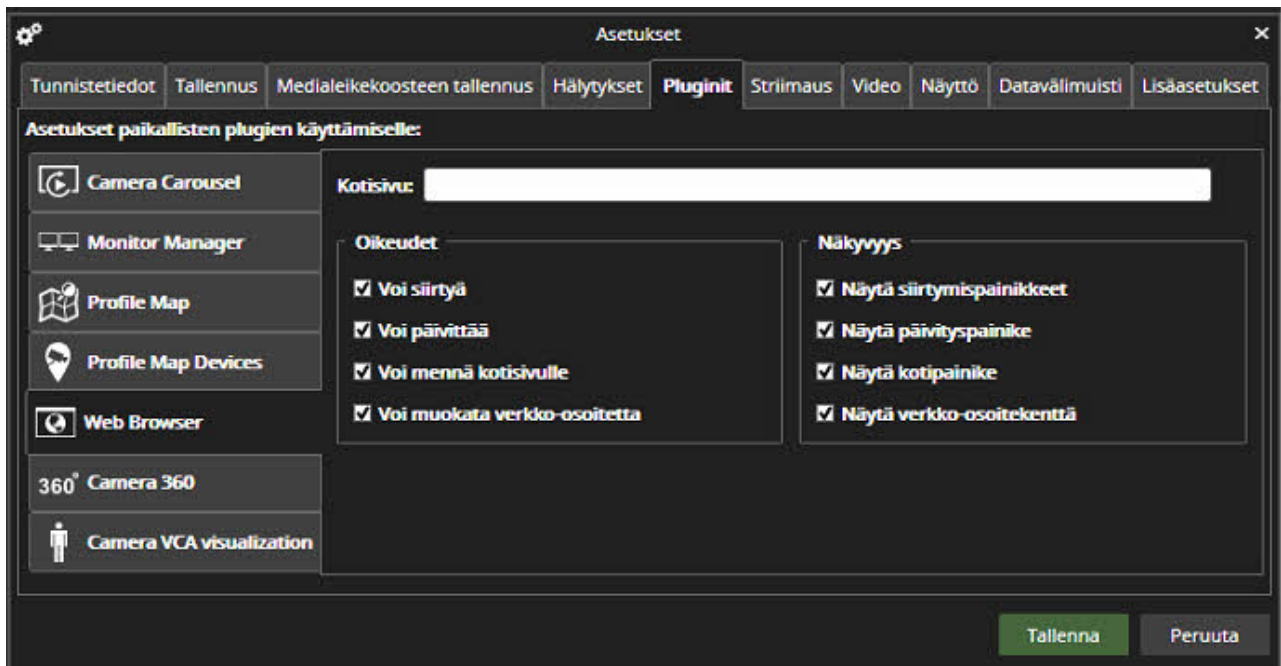 Asetukset
Tunnistetiedot Tallennus Medialeikekoosteen tallennus Hälytykset Pluginit Striimaus Video Näyttö Datavälimuisti Lisäasetukset
Asetukset paikallisten plugien käyttämiselle:
Camera Carousel
Monitor Manager
Profile Map
Profile Map Devices
Web Browser
360° Camera 360
Camera VCA visualization
Kotisivu:
Oikeudet
Voi siirtyä
Voi päivittää
Voi mennä kotisivulle
Voi muokata verkko-osoitetta
Näkyvyys
Näytä siirtymispainikkeet
Näytä päivityspainike
Näytä kotipainike
Näytä verkko-osoitekenttä
Tallenna Peruuta